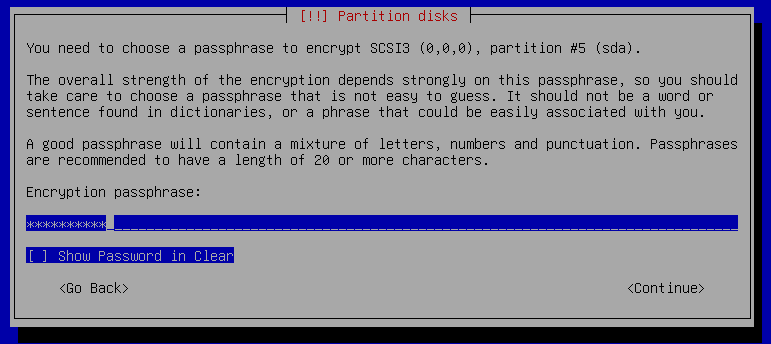 [!!] Partition disks
You need to choose a passphrase to encrypt SCSI3 (0,0,0), partition #5 (sda).
The overall strength of the encryption depends strongly on this passphrase, so you should
take care to choose a passphrase that is not easy to guess. It should not be a word or
sentence found in dictionaries, or a phrase that could be easily associated with you.
A good passphrase will contain a mixture of letters, numbers and punctuation. Passphrases
are recommended to have a length of 20 or more characters.
Encryption passphrase:
**********
[ ] Show Password in Clear
<Go Back> <Continue>